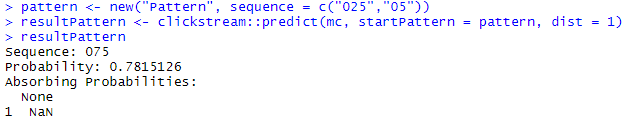 > pattern <- new("Pattern", sequence = c("025","05"))
> resultPattern <- clickstream::predict(mc, startPattern = pattern, dist = 1)
> resultPattern
Sequence: 075
Probability: 0.7815126
Absorbing Probabilities:
  None
1  NaN